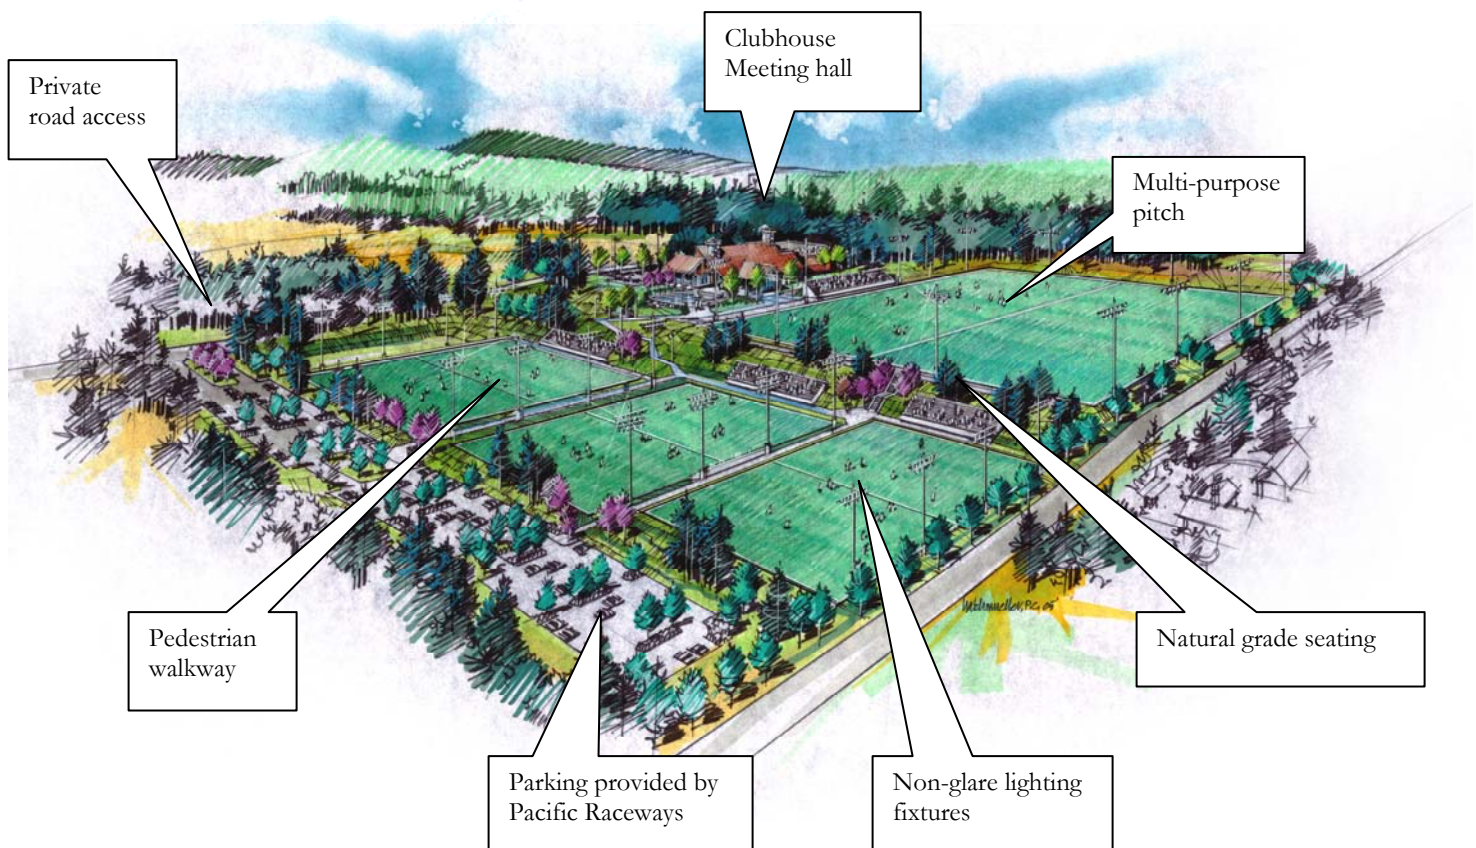 Clubhouse
Meeting hall
Private
road access
Multi-purpose
pitch
Pedestrian
walkway
Natural grade seating
Parking provided by
Pacific Raceways
Non-glare lighting
fixtures